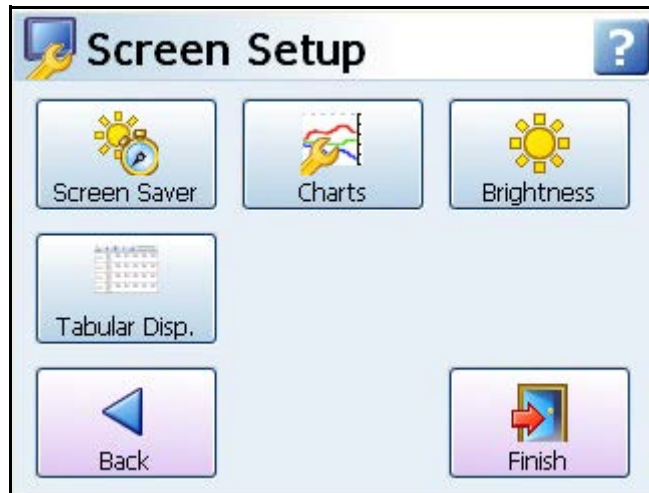 Screen Setup
?
Screen Saver
Charts
Brightness
Tabular Disp.
Back
Finish